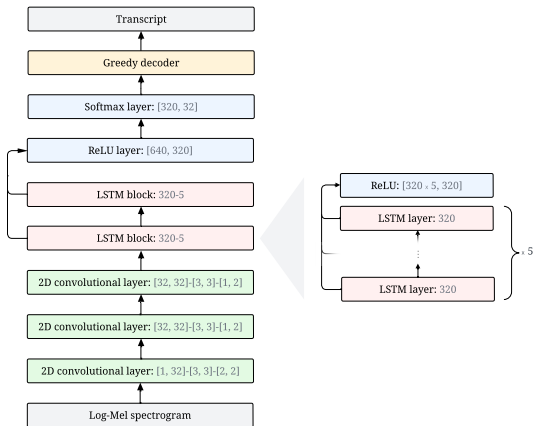 Transcript
Greedy decoder
Softmax layer: [320, 32]
ReLU layer: [640, 320]
LSTM block: 320-5
LSTM block: 320-5
2D convolutional layer: [32, 32]-[3, 3]-[1, 2]
2D convolutional layer: [32, 32]-[3, 3]-[1, 2]
2D convolutional layer: [1, 32]-[3, 3]-[2, 2]
Log-Mel spectrogram
ReLU: [320 x 5, 320]
LSTM layer: 320
...
LSTM layer: 320
x 5